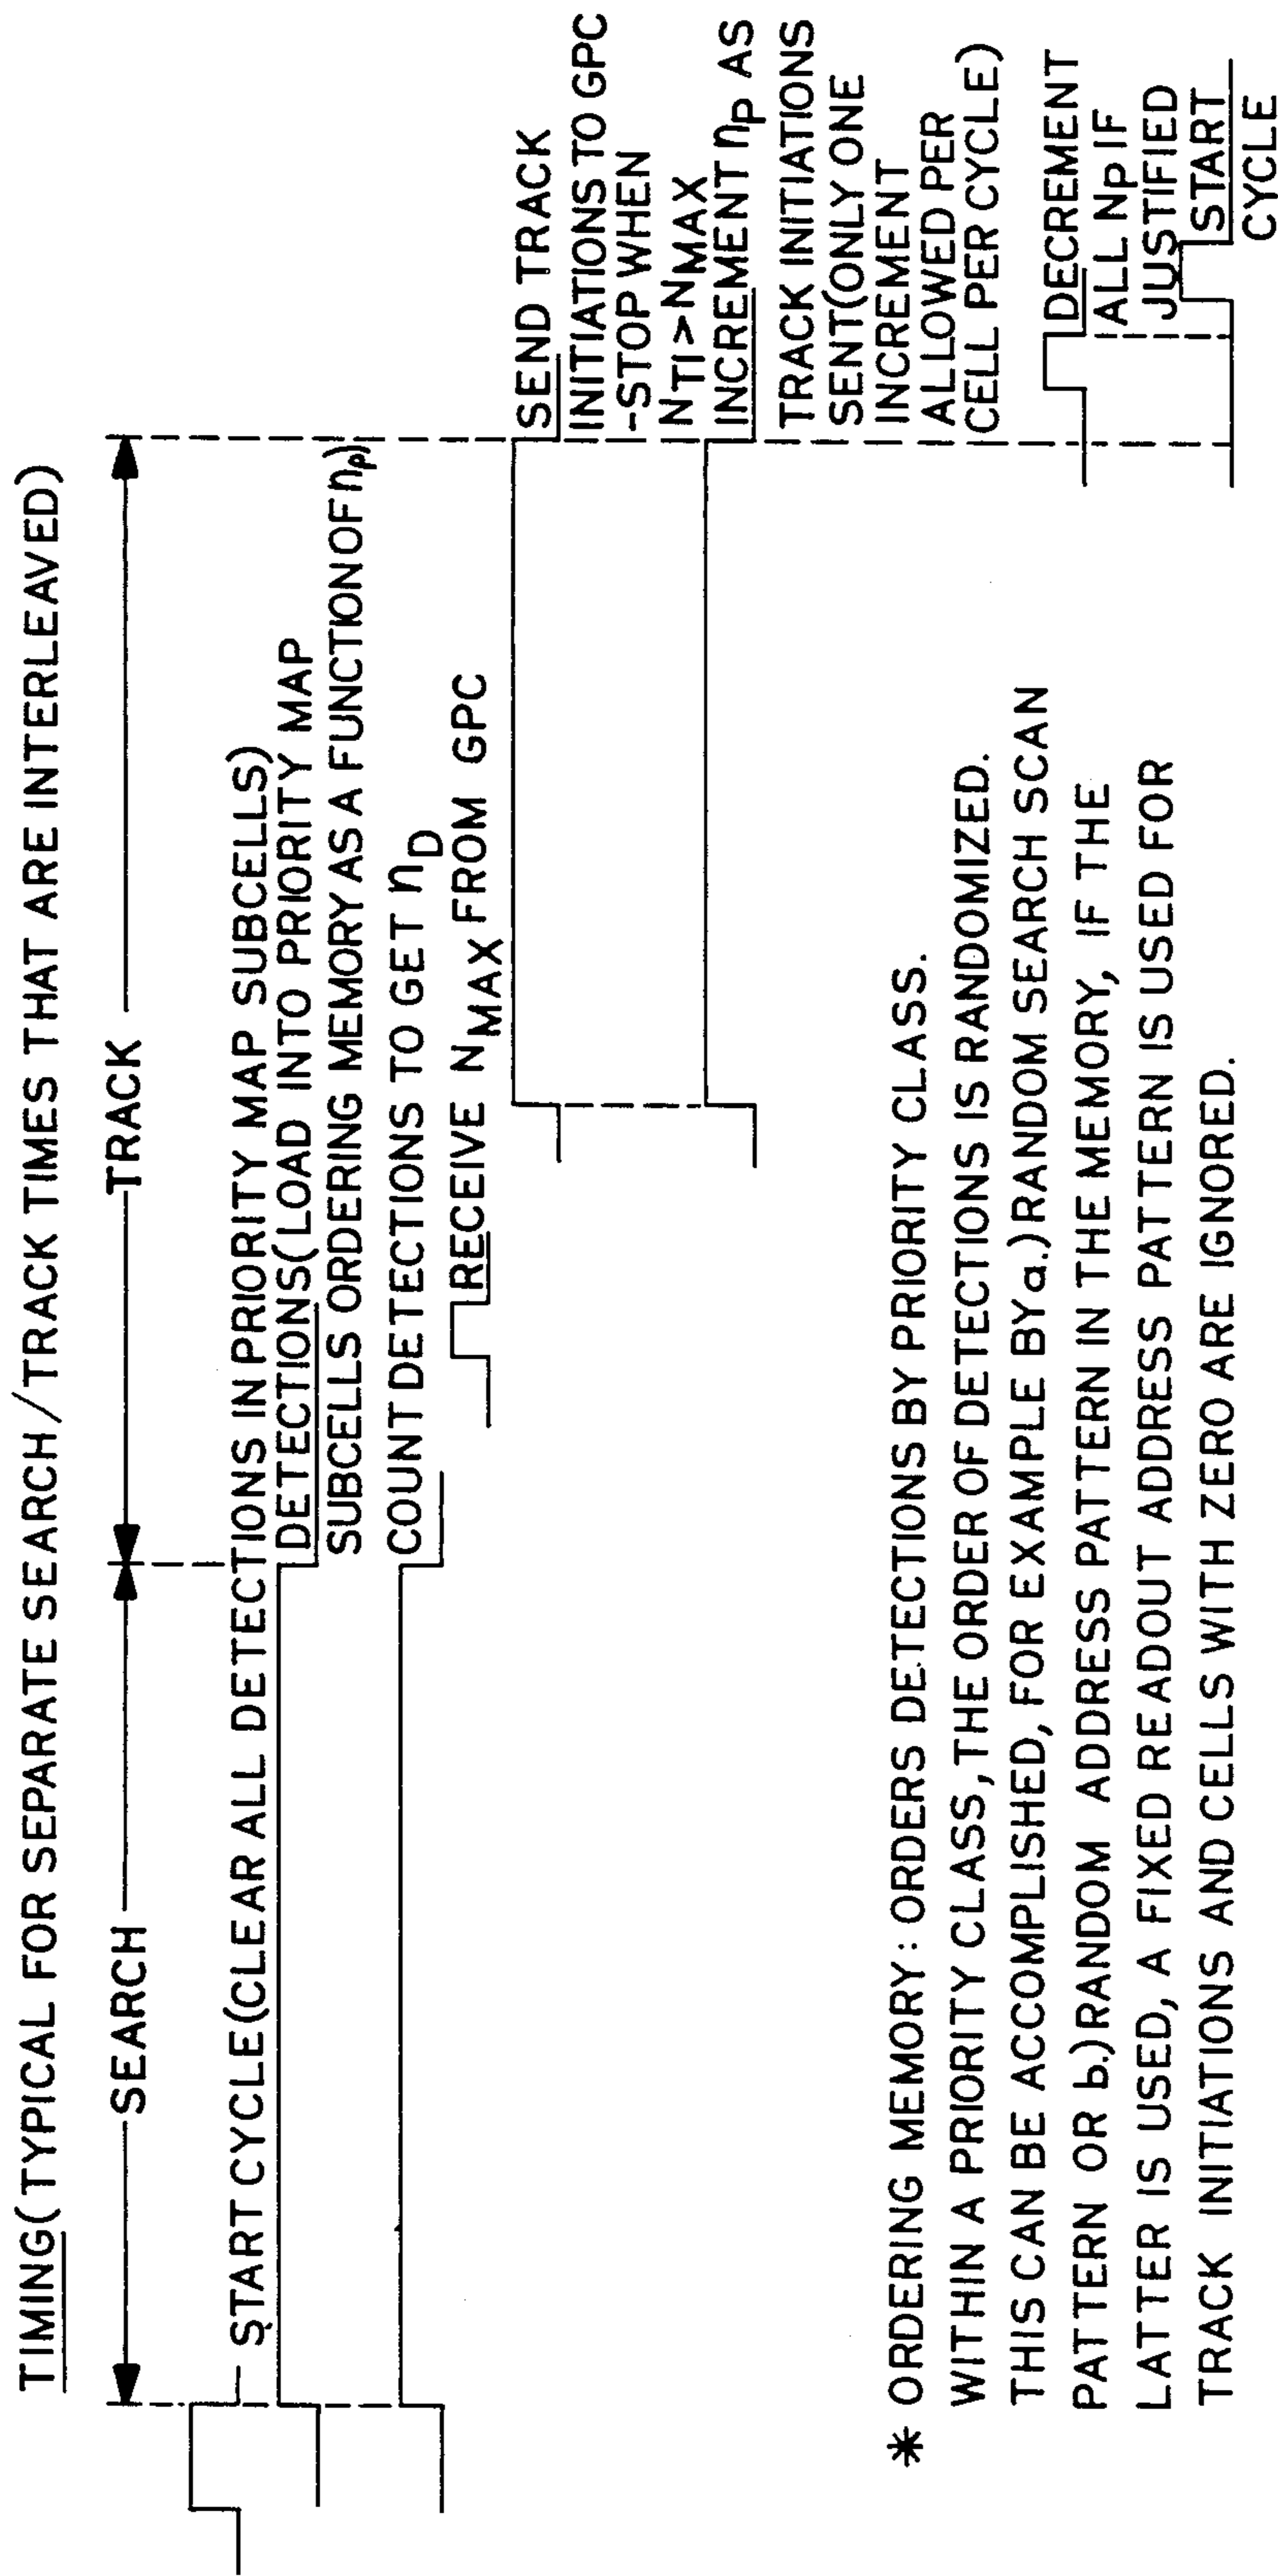 TIMING(TYPICAL FOR SEPARATE SEARCH/TRACK TIMES THAT ARE INTERLEAVED)
SEARCH
TRACK
START CYCLE(CLEAR ALL DETECTIONS IN PRIORITY MAP SUBCELLS)
DETECTIONS(LOAD INTO PRIORITY MAP
SUBCELLS ORDERING MEMORY AS A FUNCTION OF nP)
COUNT DETECTIONS TO GET nD
RECEIVE NMAX FROM GPC
SEND TRACK
INITIATIONS TO GPC
-STOP WHEN
NTI>NMAX
INCREMENT nP AS
TRACK INITIATIONS
SENT(ONLY ONE
INCREMENT
ALLOWED PER
CELL PER CYCLE)
DECREMENT
ALL NP IF
JUSTIFIED
START
CYCLE
* ORDERING MEMORY: ORDERS DETECTIONS BY PRIORITY CLASS.
WITHIN A PRIORITY CLASS, THE ORDER OF DETECTIONS IS RANDOMIZED.
THIS CAN BE ACCOMPLISHED, FOR EXAMPLE BY a.)RANDOM SEARCH SCAN
PATTERN OR b.)RANDOM ADDRESS PATTERN IN THE MEMORY, IF THE
LATTER IS USED, A FIXED READOUT ADDRESS PATTERN IS USED FOR
TRACK INITIATIONS AND CELLS WITH ZERO ARE IGNORED.